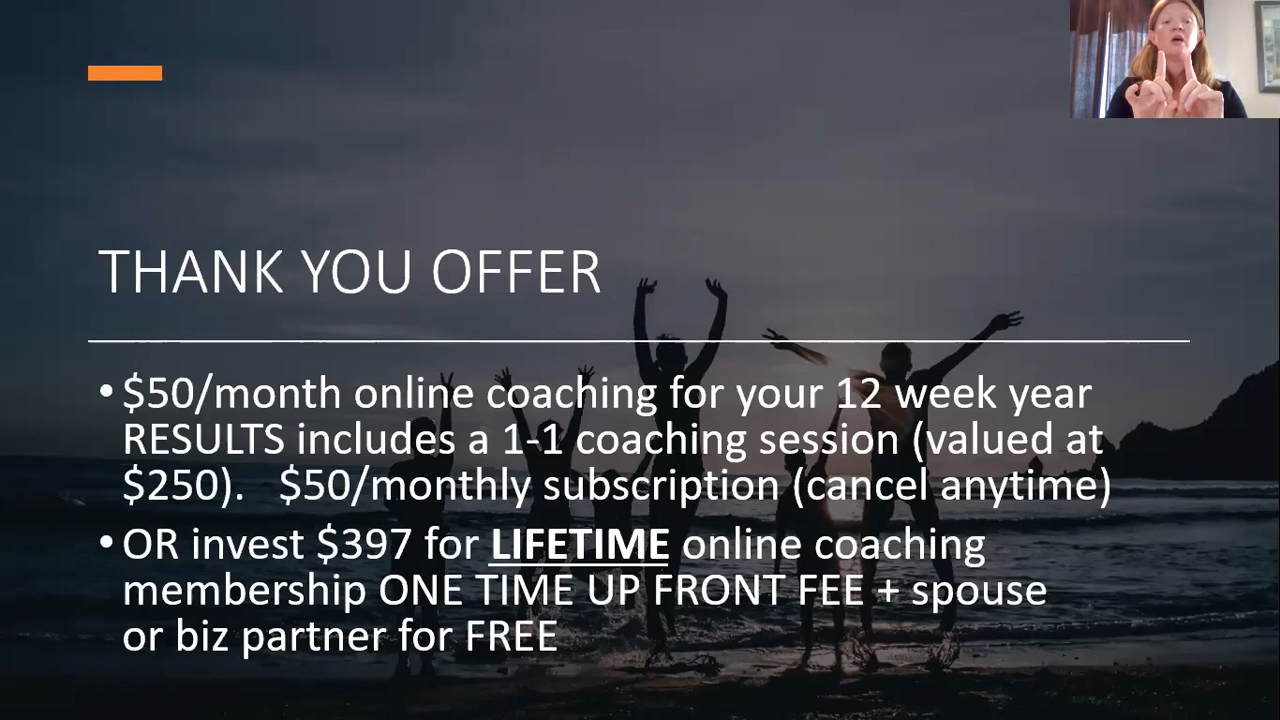 THANK YOU OFFER
• $50/month online coaching for your 12 week year
RESULTS includes a 1-1 coaching session (valued at
$250).   $50/monthly subscription (cancel anytime)
• OR invest $397 for LIFETIME online coaching
membership ONE TIME UP FRONT FEE + spouse
or biz partner for FREE